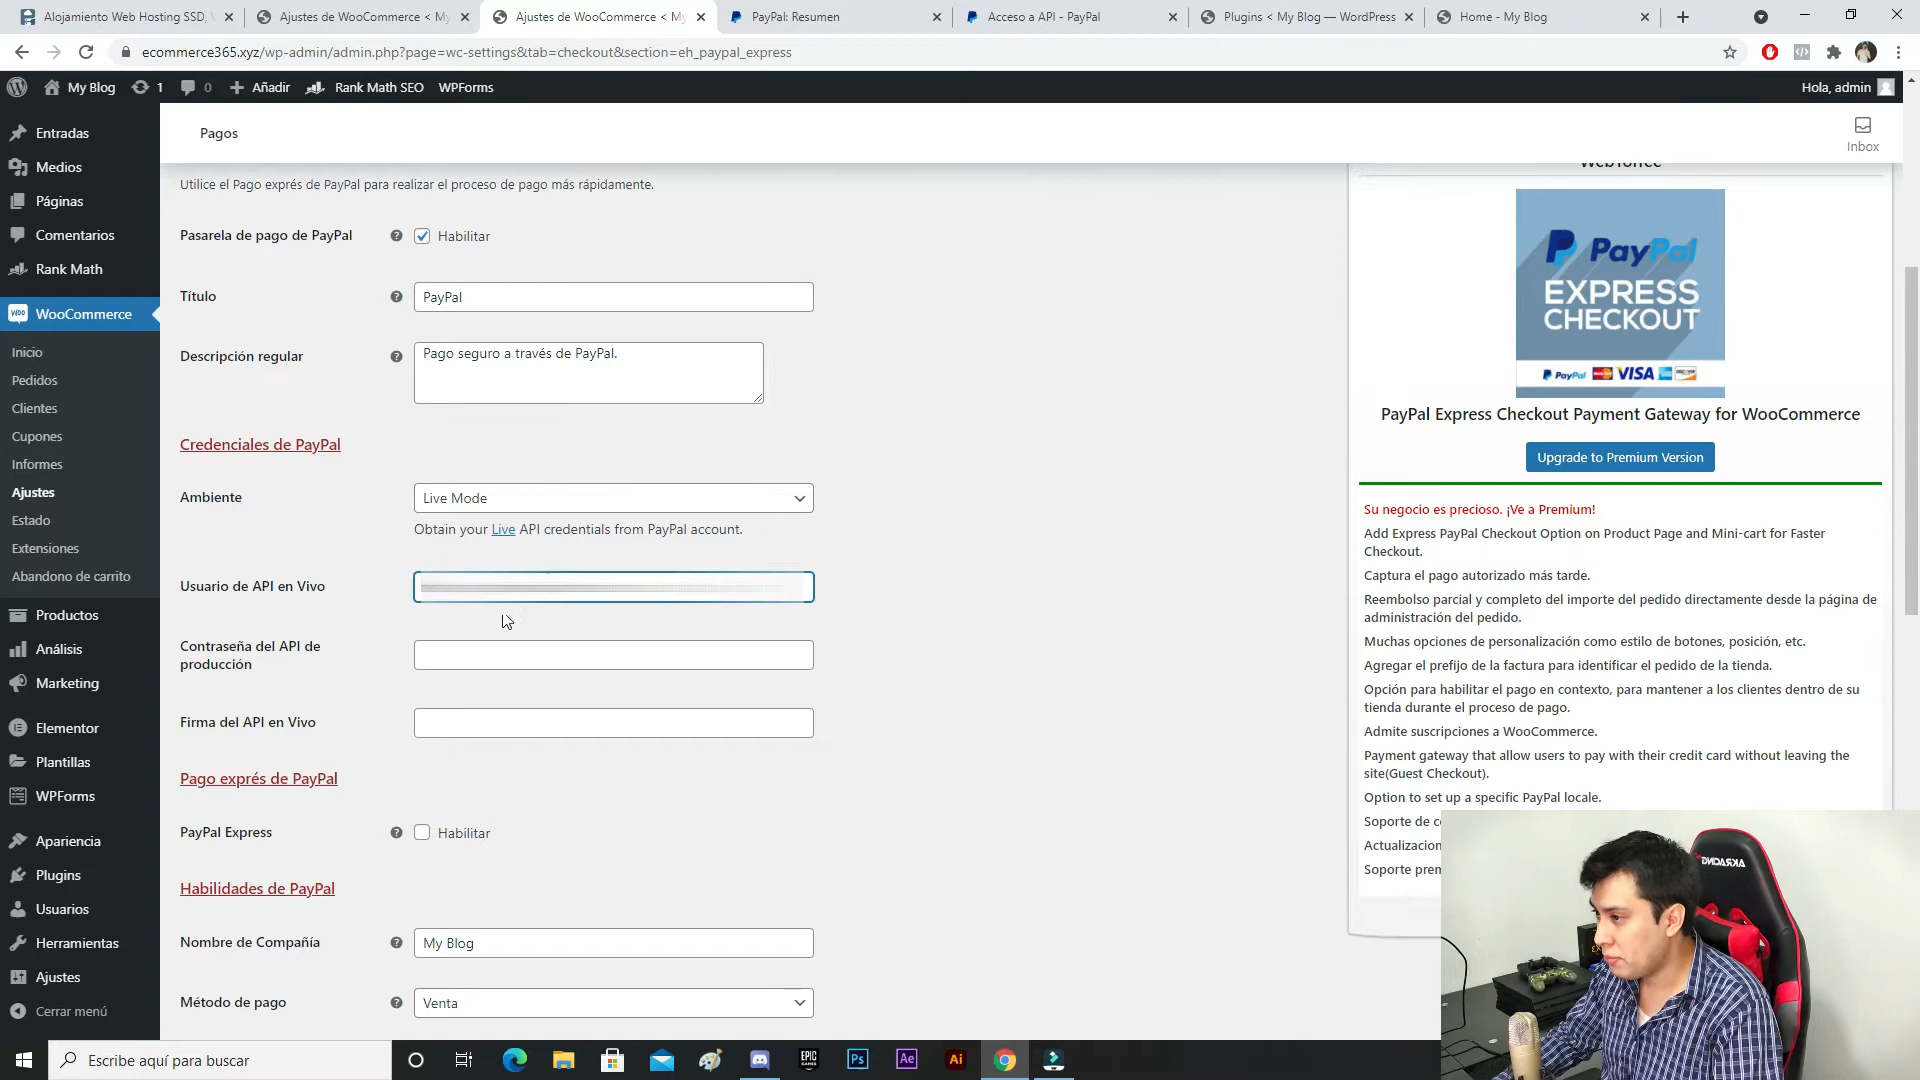 Alojamiento Web Hosting SSD,
Ajustes de WooCommerce < My
Ajustes de WooCommerce < My
PayPal: Resumen
Acceso a API - PayPal
Plugins < My Blog — WordPress
Home - My Blog
ecommerce365.xyz/wp-admin/admin.php?page=wc-settings&tab=checkout&section=eh_paypal_express
My Blog
1
0
Añadir
Rank Math SEO
WPForms
Hola, admin
Entradas
Medios
Páginas
Comentarios
Rank Math
WooCommerce
Inicio
Pedidos
Clientes
Cupones
Informes
Ajustes
Estado
Extensiones
Abandono de carrito
Productos
Análisis
Marketing
Elementor
Plantillas
WPForms
Apariencia
Plugins
Usuarios
Herramientas
Ajustes
Cerrar menú
Pagos
Inbox
Utilice el Pago exprés de PayPal para realizar el proceso de pago más rápidamente.
Pasarela de pago de PayPal
Habilitar
Título
PayPal
Descripción regular
Pago seguro a través de PayPal.
Credenciales de PayPal
Ambiente
Live Mode
Obtain your Live API credentials from PayPal account.
Usuario de API en Vivo
Contraseña del API de
producción
Firma del API en Vivo
Pago exprés de PayPal
PayPal Express
Habilitar
Habilidades de PayPal
Nombre de Compañía
My Blog
Método de pago
Venta
PayPal
EXPRESS
CHECKOUT
PayPal VISA
PayPal Express Checkout Payment Gateway for WooCommerce
Upgrade to Premium Version
Su negocio es precioso. ¡Ve a Premium!
Add Express PayPal Checkout Option on Product Page and Mini-cart for Faster
Checkout.
Captura el pago autorizado más tarde.
Reembolso parcial y completo del importe del pedido directamente desde la página de
administración del pedido.
Muchas opciones de personalización como estilo de botones, posición, etc.
Agregar el prefijo de la factura para identificar el pedido de la tienda.
Opción para habilitar el pago en contexto, para mantener a los clientes dentro de su
tienda durante el proceso de pago.
Admite suscripciones a WooCommerce.
Payment gateway that allow users to pay with their credit card without leaving the
site(Guest Checkout).
Option to set up a specific PayPal locale.
Soporte de c
Actualizacion
Soporte prem
AKRACING
Escribe aquí para buscar
EPIC
GAMES
Ps
Ae
Ai